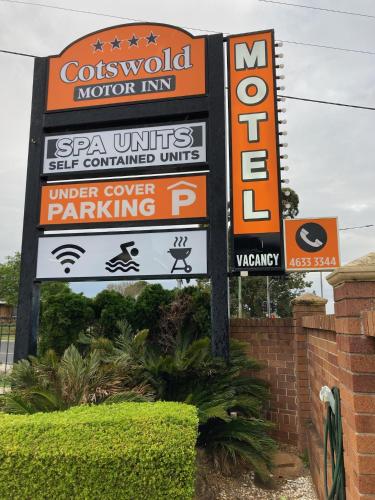 Cotswold
MOTOR INN
SPA UNITS
SELF CONTAINED UNITS
UNDER COVER
PARKING P
MOTEL
VACANCY
4633 3344